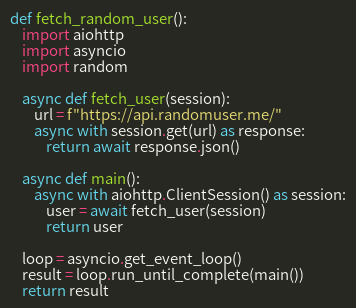 def fetch_random_user():
    import aiohttp
    import asyncio
    import random

    async def fetch_user(session):
        url = f"https://api.randomuser.me/"
        async with session.get(url) as response:
            return await response.json()

    async def main():
        async with aiohttp.ClientSession() as session:
            user = await fetch_user(session)
            return user

    loop = asyncio.get_event_loop()
    result = loop.run_until_complete(main())
    return result